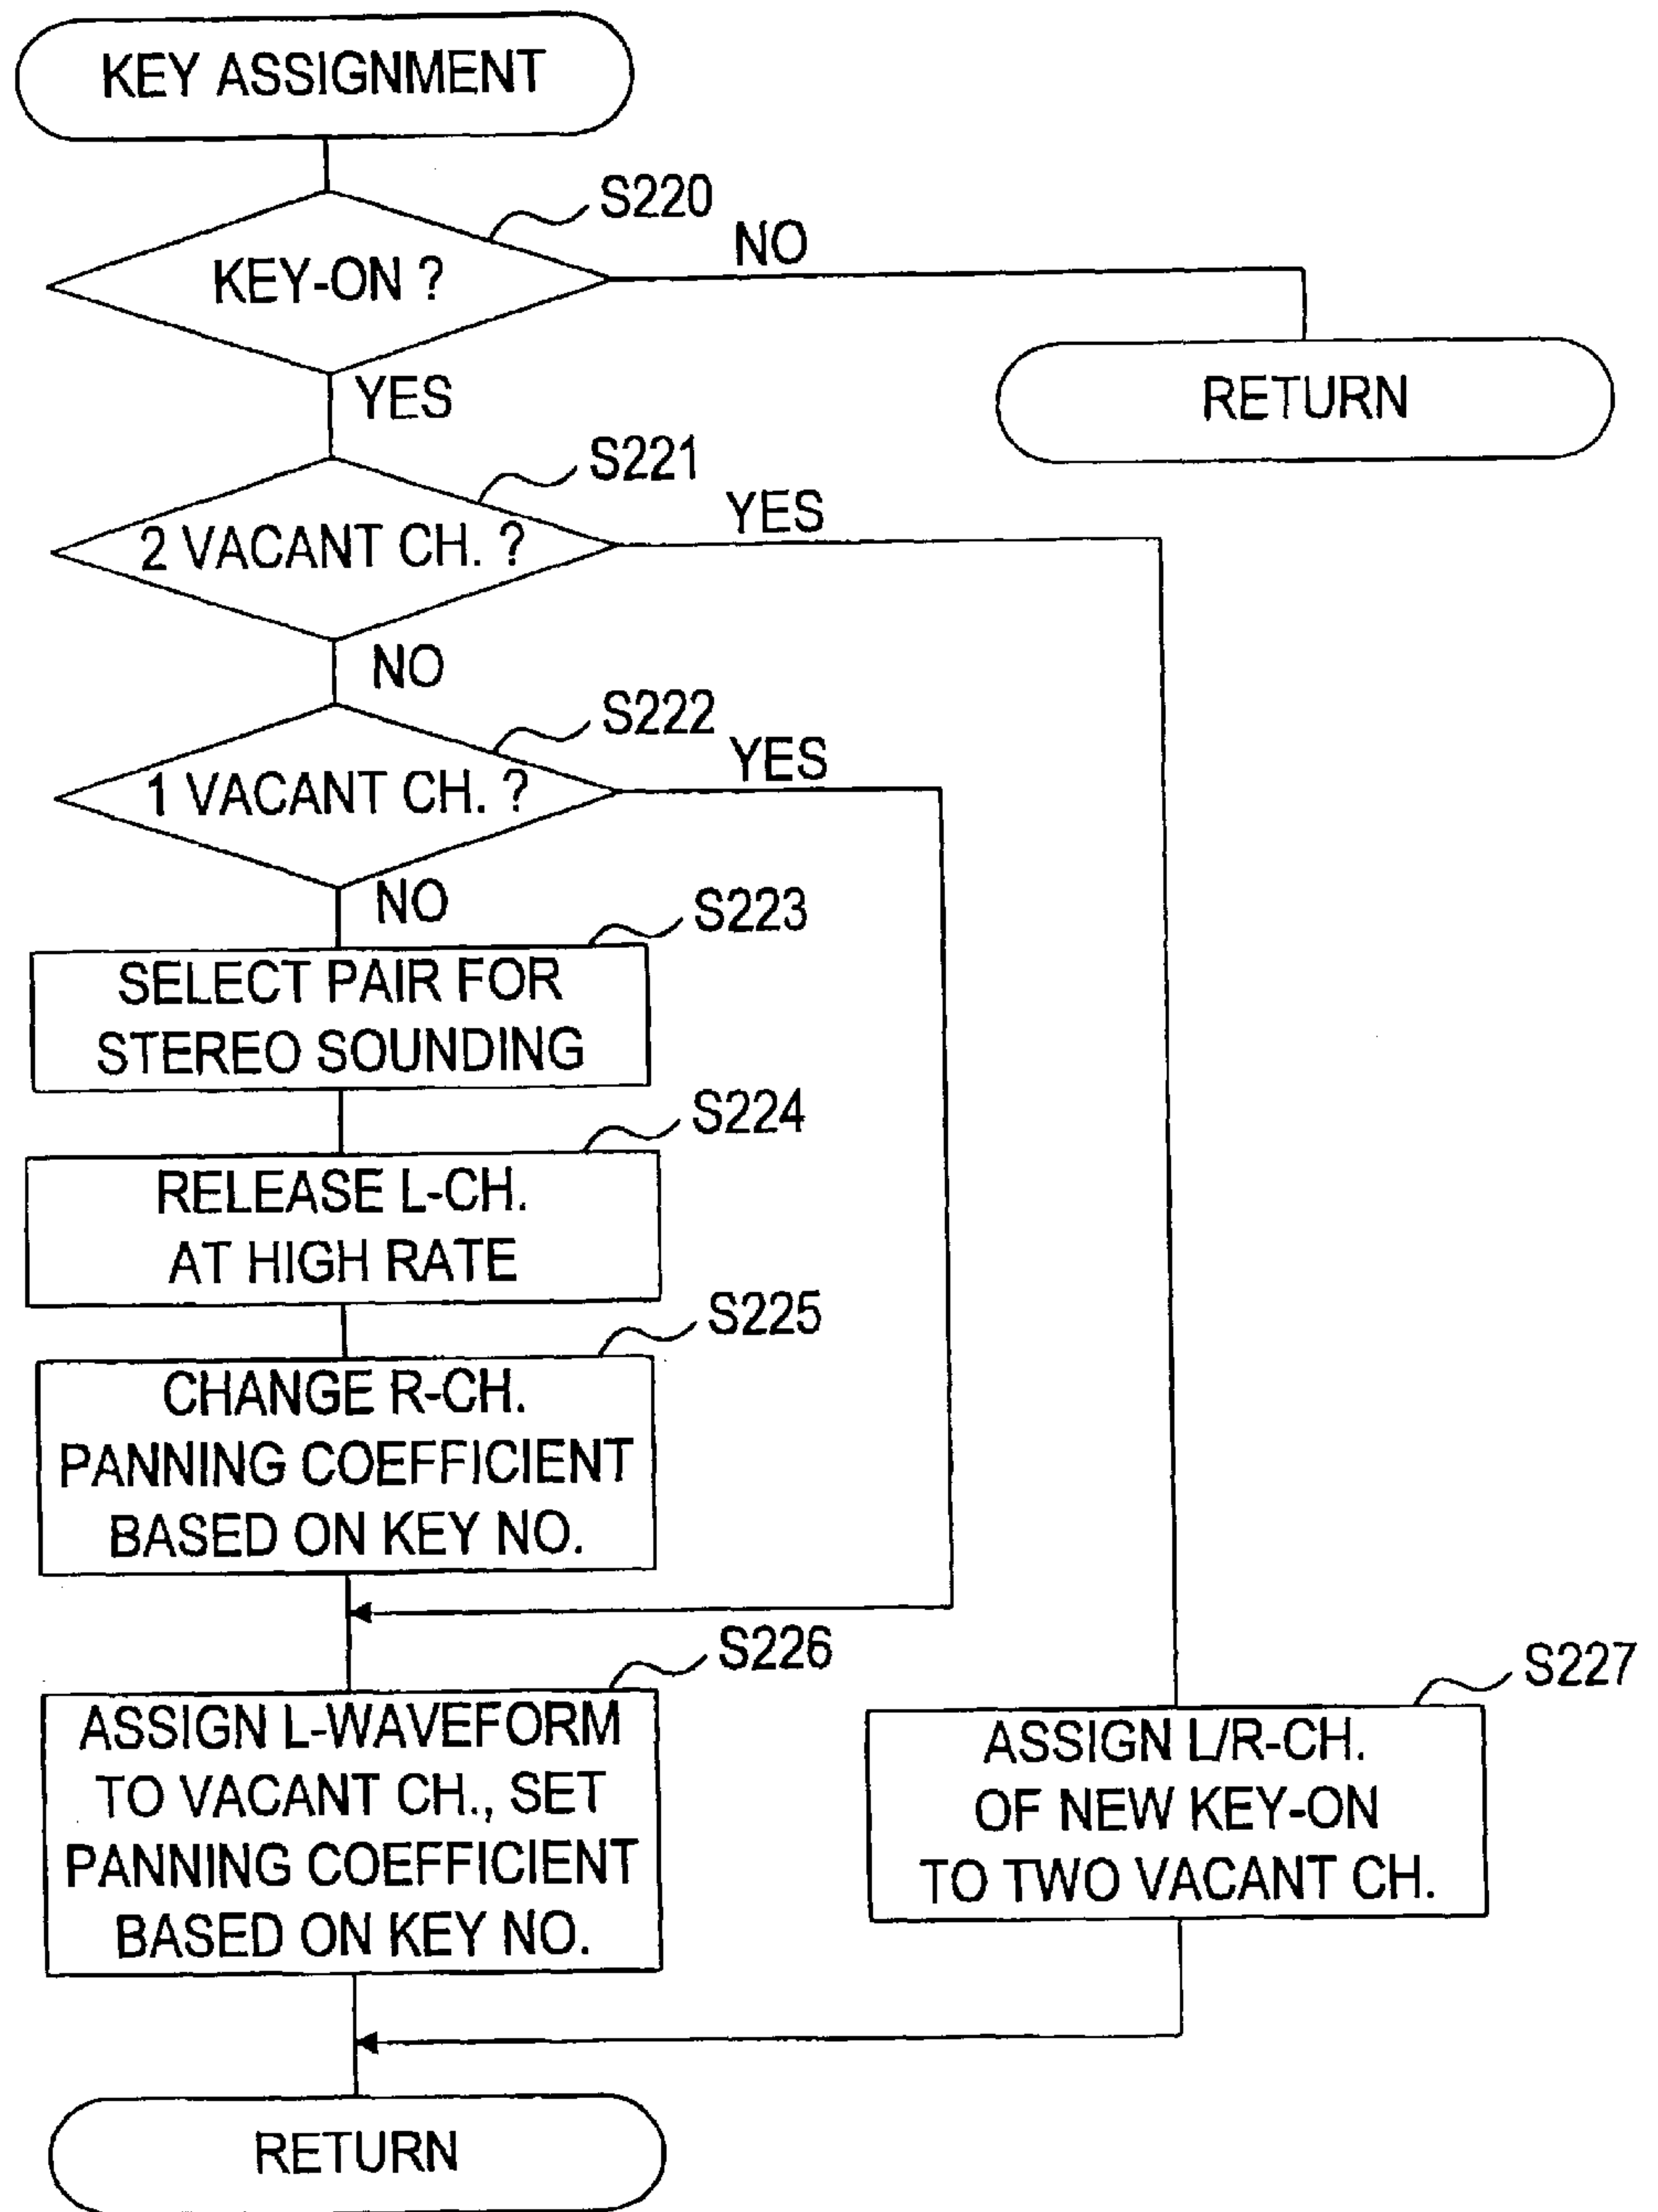 KEY ASSIGNMENT
S220
KEY-ON ?
NO
RETURN
YES
S221
2 VACANT CH. ?
YES
NO
S222
1 VACANT CH. ?
YES
NO
S223
SELECT PAIR FOR
STEREO SOUNDING
S224
RELEASE L-CH.
AT HIGH RATE
S225
CHANGE R-CH.
PANNING COEFFICIENT
BASED ON KEY NO.
S226
ASSIGN L-WAVEFORM
TO VACANT CH., SET
PANNING COEFFICIENT
BASED ON KEY NO.
S227
ASSIGN L/R-CH.
OF NEW KEY-ON
TO TWO VACANT CH.
RETURN